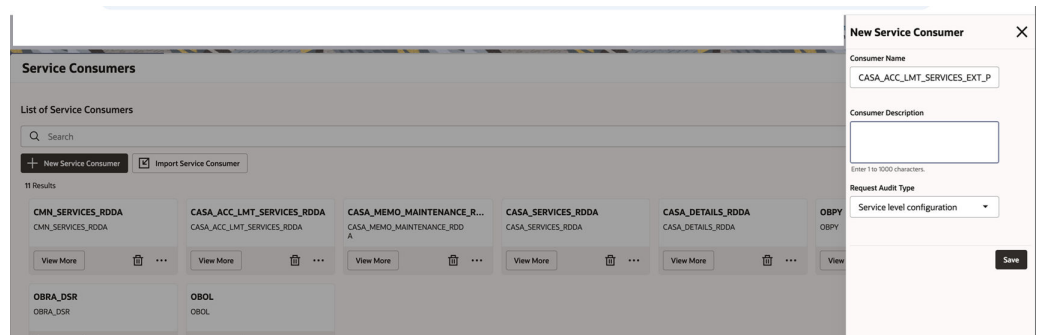 Service Consumers
List of Service Consumers
Search
New Service Consumer Import Service Consumer
11 Results
CMN_SERVICES_RDDA
CMN_SERVICES_RDDA
View More
CASA_ACC_LMT_SERVICES_RDDA
CASA_ACC_LMT_SERVICES_RDDA
View More
CASA_MEMO_MAINTENANCE_R...
CASA_MEMO_MAINTENANCE_RDD
A
View More
CASA_SERVICES_RDDA
CASA_SERVICES_RDDA
View More
CASA_DETAILS_RDDA
CASA_DETAILS_RDDA
View More
OBPY
OBPY
View
OBRA_DSR
OBRA_DSR
OBOL
OBOL
New Service Consumer
Consumer Name
CASA_ACC_LMT_SERVICES_EXT_P
Consumer Description
Enter 1 to 1000 characters.
Request Audit Type
Service level configuration
Save